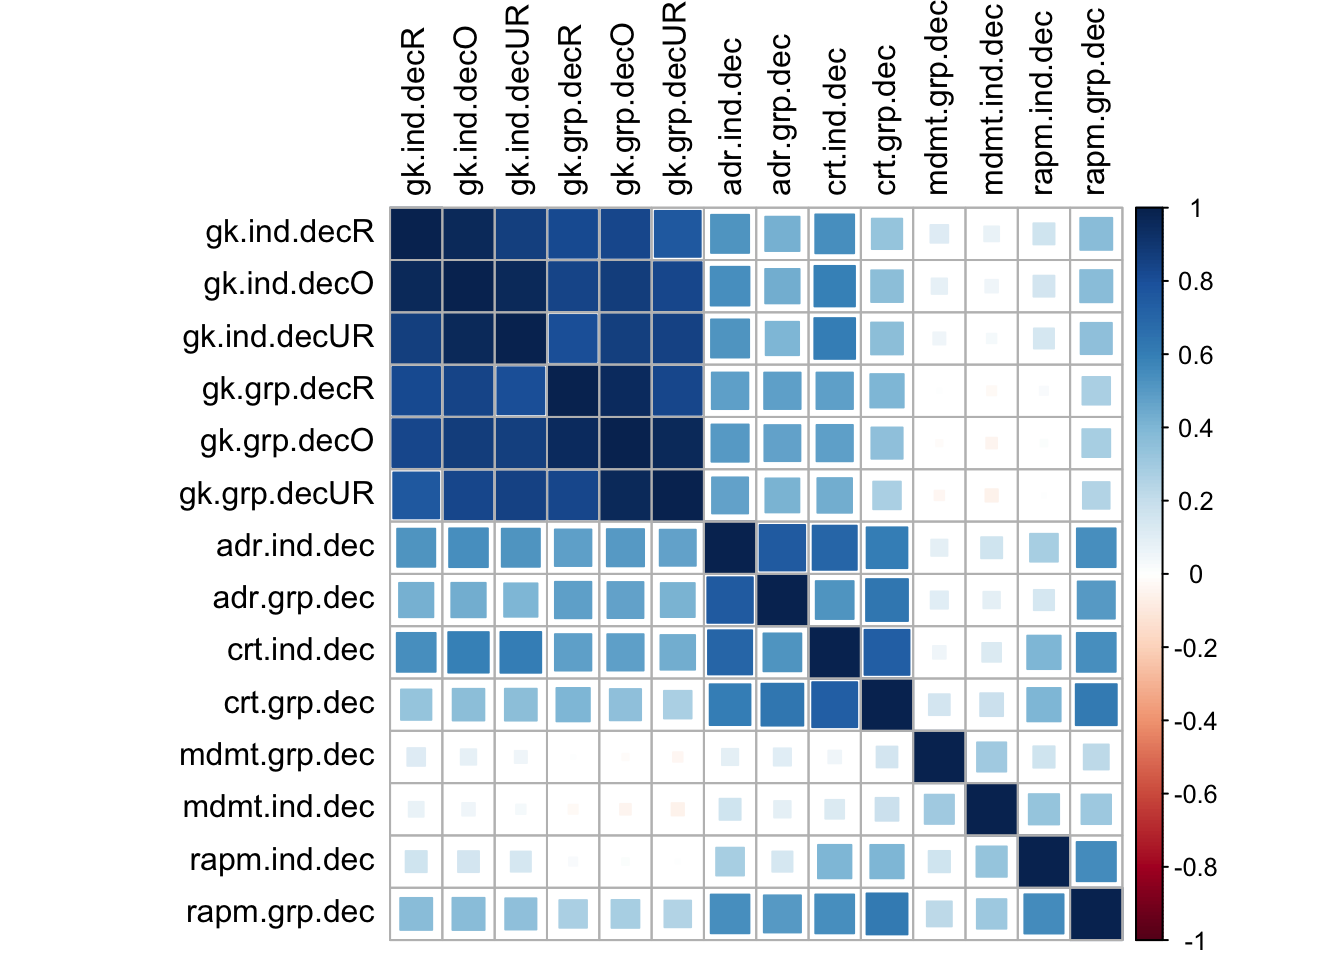 gk.ind.decR
gk.ind.decO
gk.ind.decUR
gk.grp.decR
gk.grp.decO
gk.grp.decUR
adr.ind.dec
adr.grp.dec
crt.ind.dec
crt.grp.dec
mdmt.grp.dec
mdmt.ind.dec
rapm.ind.dec
rapm.grp.dec
gk.ind.decR
gk.ind.decO
gk.ind.decUR
gk.grp.decR
gk.grp.decO
gk.grp.decUR
adr.ind.dec
adr.grp.dec
crt.ind.dec
crt.grp.dec
mdmt.grp.dec
mdmt.ind.dec
rapm.ind.dec
rapm.grp.dec
1
0.8
0.6
0.4
0.2
0
-0.2
-0.4
-0.6
-0.8
-1